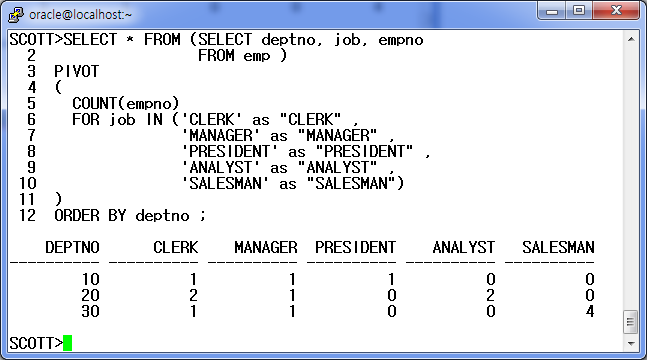 oracle@localhost:~
SCOTT>SELECT * FROM (SELECT deptno, job, empno
  2                  FROM emp )
  3  PIVOT
  4  (
  5    COUNT(empno)
  6    FOR job IN ('CLERK' as "CLERK" ,
  7                'MANAGER' as "MANAGER" ,
  8                'PRESIDENT' as "PRESIDENT" ,
  9                'ANALYST' as "ANALYST" ,
 10                'SALESMAN' as "SALESMAN")
 11  )
 12  ORDER BY deptno ;
    DEPTNO      CLERK    MANAGER  PRESIDENT    ANALYST   SALESMAN
---------- ---------- ---------- ---------- ---------- ----------
        10          1          1          1          0          0
        20          2          1          0          2          0
        30          1          1          0          0          4
SCOTT>